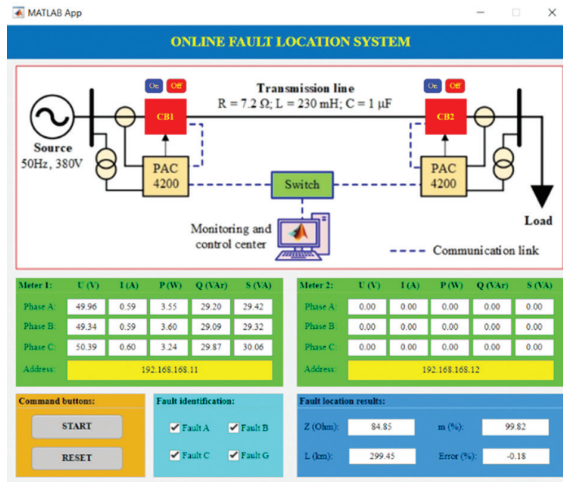 MATLAB App
ONLINE FAULT LOCATION SYSTEM
On Off
On Off
Transmission line
R = 7.2 Ω; L = 230 mH; C = 1 μF
CB1
CB2
Source
50Hz, 380V
PAC
4200
PAC
4200
Switch
Load
Monitoring and
control center
Communication link
Meter 1: U (V) I (A) P (W) Q (VAr) S (VA)
Phase A: 49.96 0.59 3.55 29.20 29.42
Phase B: 49.34 0.59 3.60 29.09 29.32
Phase C: 50.39 0.60 3.24 29.87 30.06
Address: 192.168.168.11
Meter 2: U (V) I (A) P (W) Q (VAr) S (VA)
Phase A: 0.00 0.00 0.00 0.00 0.00
Phase B: 0.00 0.00 0.00 0.00 0.00
Phase C: 0.00 0.00 0.00 0.00 0.00
Address: 192.168.168.12
Command buttons:
START
RESET
Fault identification:
Fault A Fault B
Fault C Fault G
Fault location results:
Z (Ohm): 84.85 m (%): 99.82
L (km): 299.45 Error (%): -0.18